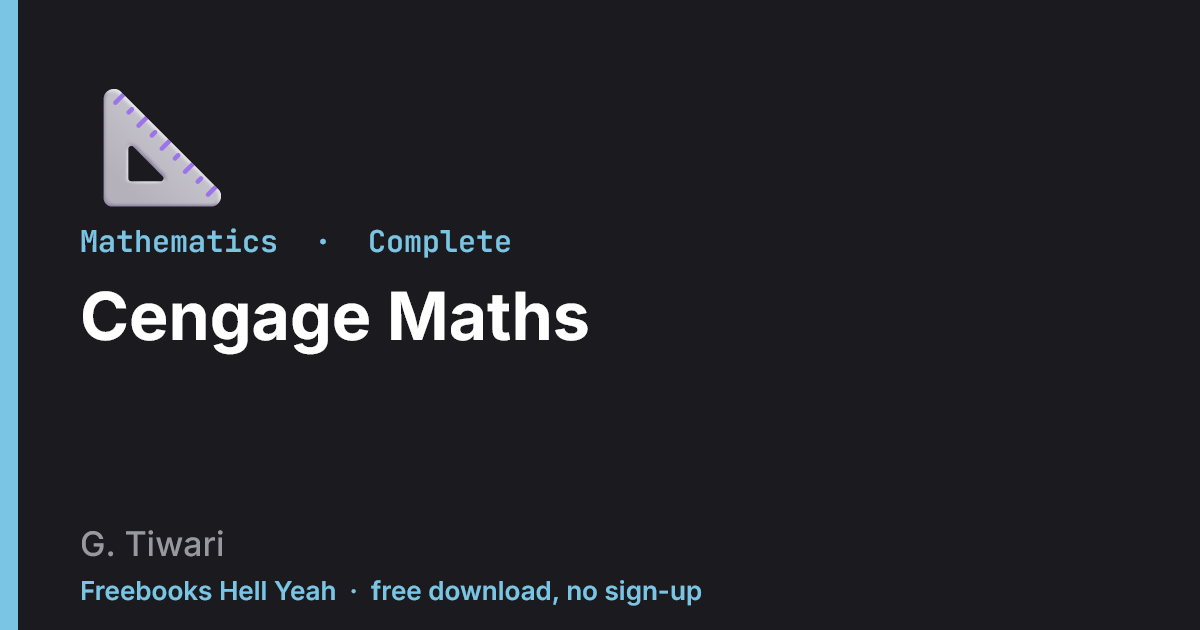 Mathematics · Complete
Cengage Maths
G. Tiwari
Freebooks Hell Yeah · free download, no sign-up